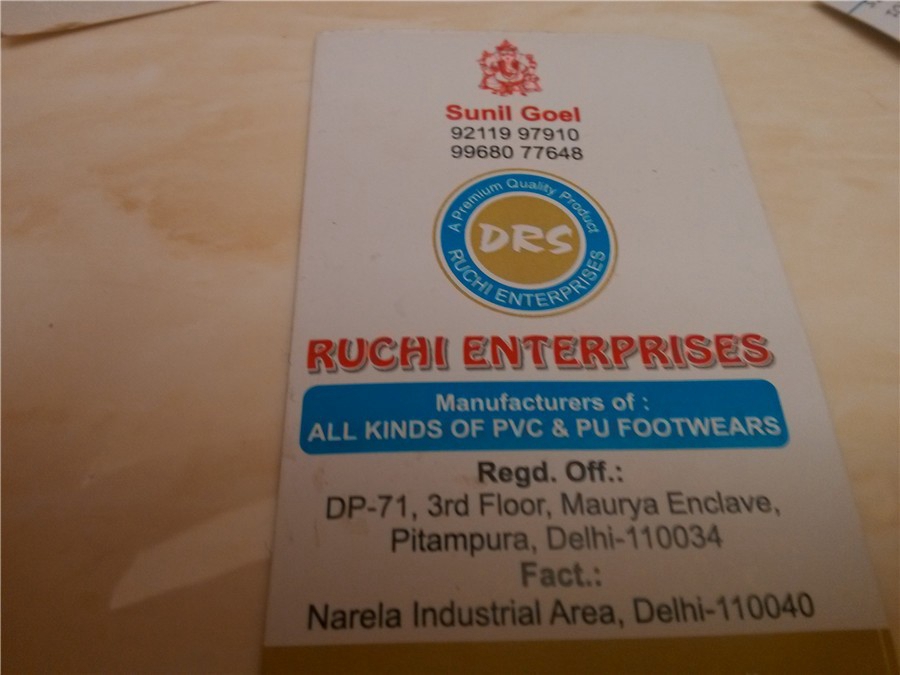 Sunil Goel
92119 97910
99680 77648
A Premium Quality Product
DRS
RUCHI ENTERPRISES
RUCHI ENTERPRISES
Manufacturers of :
ALL KINDS OF PVC & PU FOOTWEARS
Regd. Off.:
DP-71, 3rd Floor, Maurya Enclave,
Pitampura, Delhi-110034
Fact.:
Narela Industrial Area, Delhi-110040